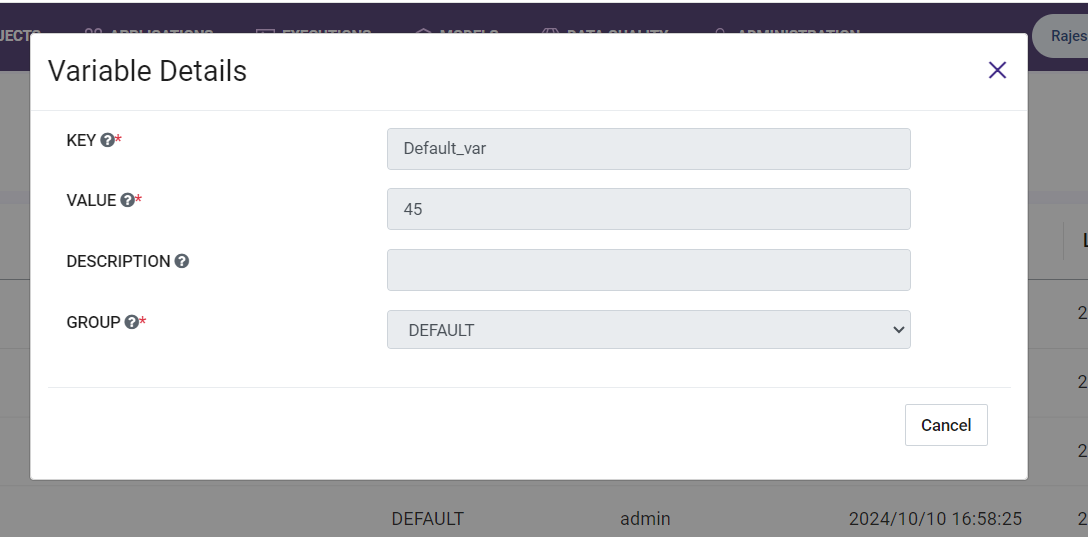 Variable Details
KEY *
Default_var
VALUE *
45
DESCRIPTION
GROUP *
DEFAULT
Cancel
APPLICATIONS EXECUTIONS MODELS DATA QUALITY ADMINISTRATION
Rajes
DEFAULT admin 2024/10/10 16:58:25 2